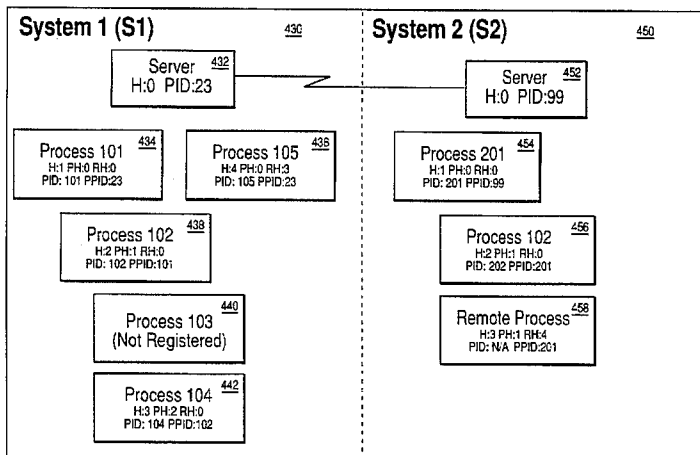 System 1 (S1) 430
System 2 (S2) 450
Server 432
H:0 PID:23
Server 452
H:0 PID:99
Process 101 434
H:1 PH:0 RH:0
PID: 101 PPID:23
Process 105 436
H:4 PH:0 RH:3
PID: 105 PPID:23
Process 201 454
H:1 PH:0 RH:0
PID: 201 PPID:99
Process 102 438
H:2 PH:1 RH:0
PID: 102 PPID:101
Process 102 456
H:2 PH:1 RH:0
PID: 202 PPID:201
Process 103 440
(Not Registered)
Remote Process 458
H:3 PH:1 RH:4
PID: N/A PPID:201
Process 104 442
H:3 PH:2 RH:0
PID: 104 PPID:102